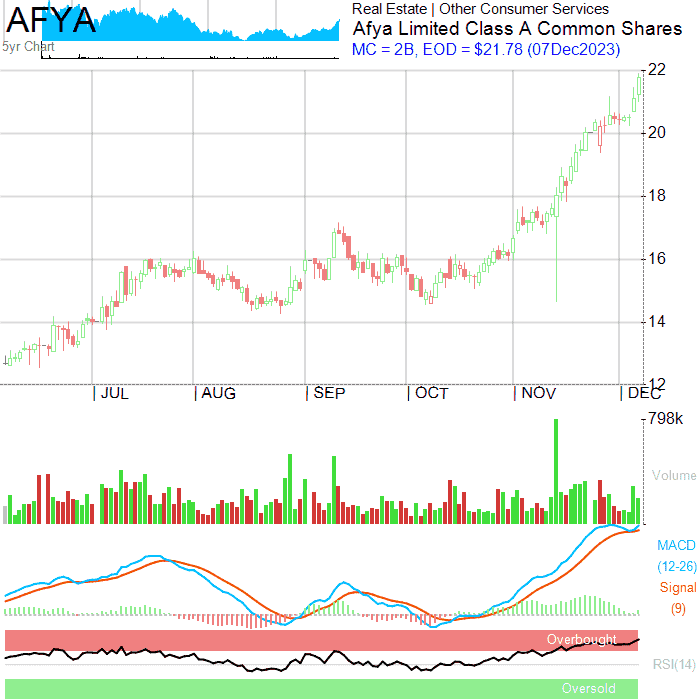 AFYA
5yr Chart
Real Estate | Other Consumer Services
Afya Limited Class A Common Shares
MC = 2B, EOD = $21.78 (07Dec2023)
22
20
18
16
14
12
| JUL | AUG | SEP | OCT | NOV | DEC
798k
Volume
MACD
(12-26)
Signal
(9)
Overbought
RSI(14)
Oversold